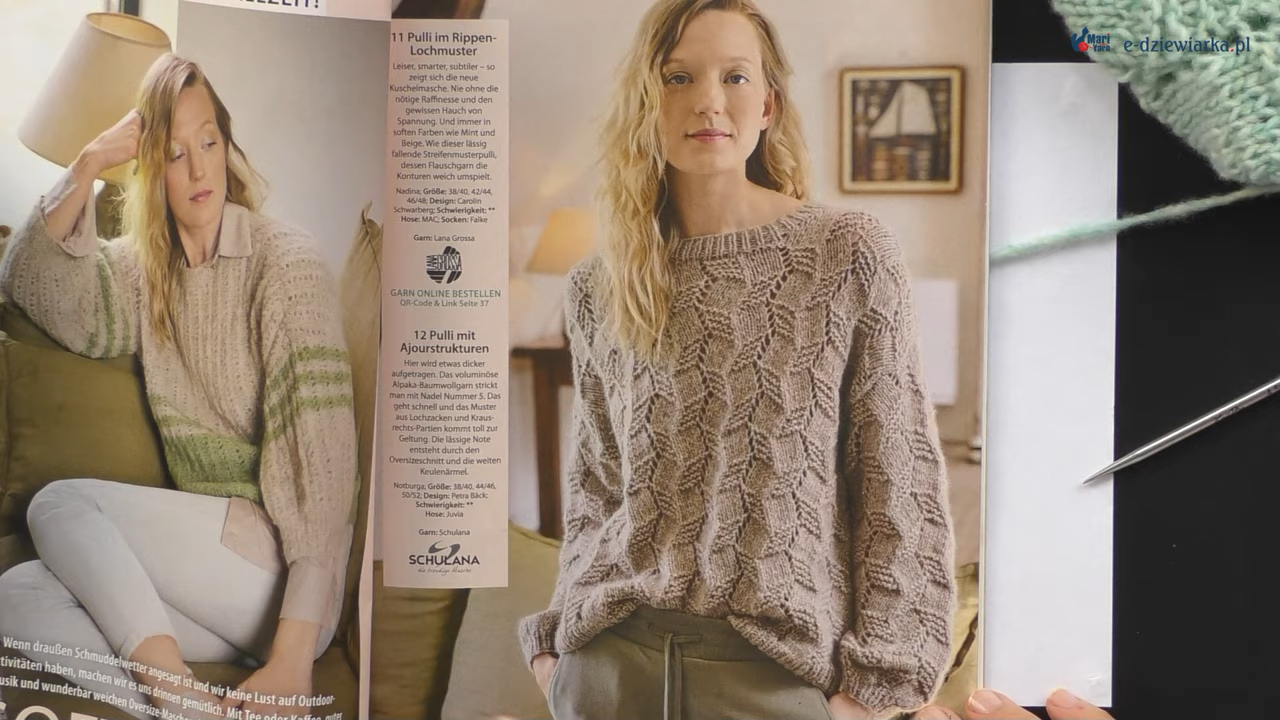 11 Pulli im Rippen-
Lochmuster
Leiser, smarter, subtiler – so
zeigt sich die neue
Kuschelmasche. Nie ohne die
nötige Raffinesse und den
gewissen Hauch von
Spannung. Und immer in
soften Farben wie Mint und
Beige. Wie dieser lässig
fallende Streifenmusterpulli,
dessen Flauschgarn die
Konturen weich umspielt.
Nadina; Größe: 38/40, 42/44,
46/48; Design: Carolin
Schwarberg; Schwierigkeit: **
Hose: MAC; Socken: Falke
Garn: Lana Grossa
GARN ONLINE BESTELLEN
QR-Code & Link Seite 37
12 Pulli mit
Ajourstrukturen
Hier wird etwas dicker
aufgetragen. Das voluminöse
Alpaka-Baumwollgarn strickt
man mit Nadel Nummer 5. Das
geht schnell und das Muster
aus Lochzacken und Kraus-
rechts-Partien kommt toll zur
Geltung. Die lässige Note
entsteht durch den
Oversizeschnitt und die weiten
Keulenärmel.
Notburga; Größe: 38/40, 44/46,
50/52; Design: Petra Bäck;
Schwierigkeit: **
Hose: Juvia
Garn: Schulana
SCHULANA
die trendige Masche
Wenn draußen Schmuddelwetter angesagt ist und wir keine Lust auf Outdoor-
tivitäten haben, machen wir es uns drinnen gemütlich. Mit Tee oder Kaffee, guter
usik und wunderbar weichen Oversize-Masche
Mari
Yarn
e-dziewiarka.pl